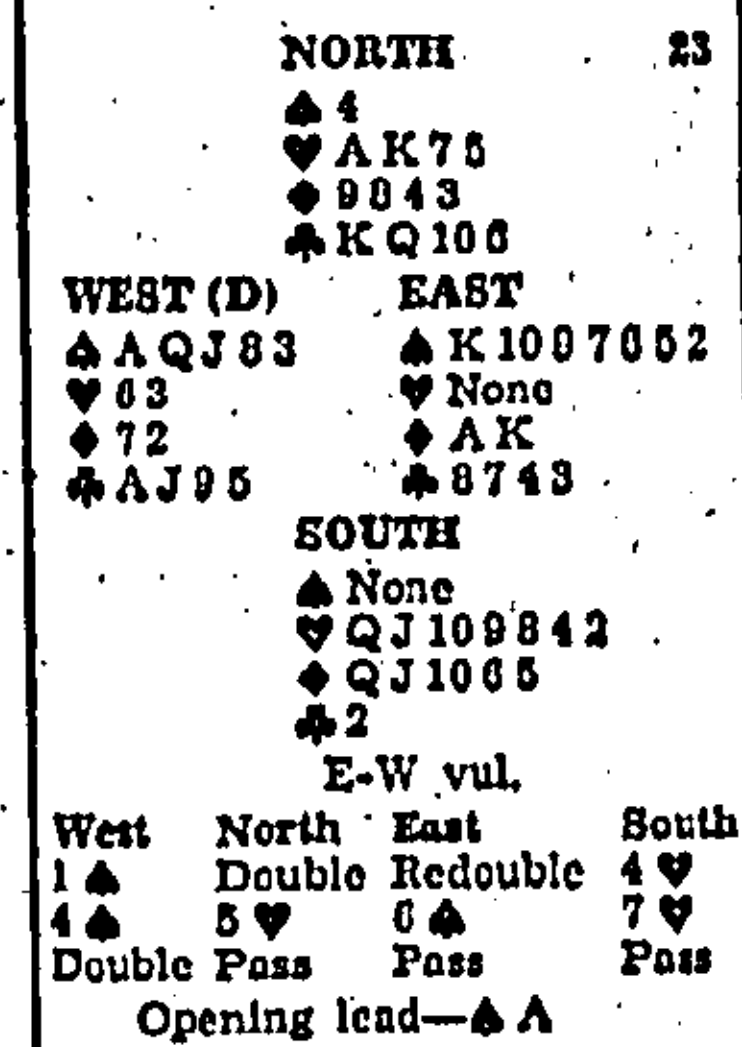 NORTH 23
♠ 4
♥ A K 7 5
♦ 9 8 4 3
♣ K Q 10 6
WEST (D) EAST
♠ A Q J 8 3 ♠ K 10 9 7 6 5 2
♥ 6 3 ♥ None
♦ 7 2 ♦ A K
♣ A J 9 5 ♣ 8 7 4 3
SOUTH
♠ None
♥ Q J 10 9 8 4 2
♦ Q J 10 6 5
♣ 2
E-W vul.
West North East South
1 ♠ Double Redouble 4 ♥
4 ♠ 5 ♥ 6 ♠ 7 ♥
Double Pass Pass Pass
Opening lead—♠ A